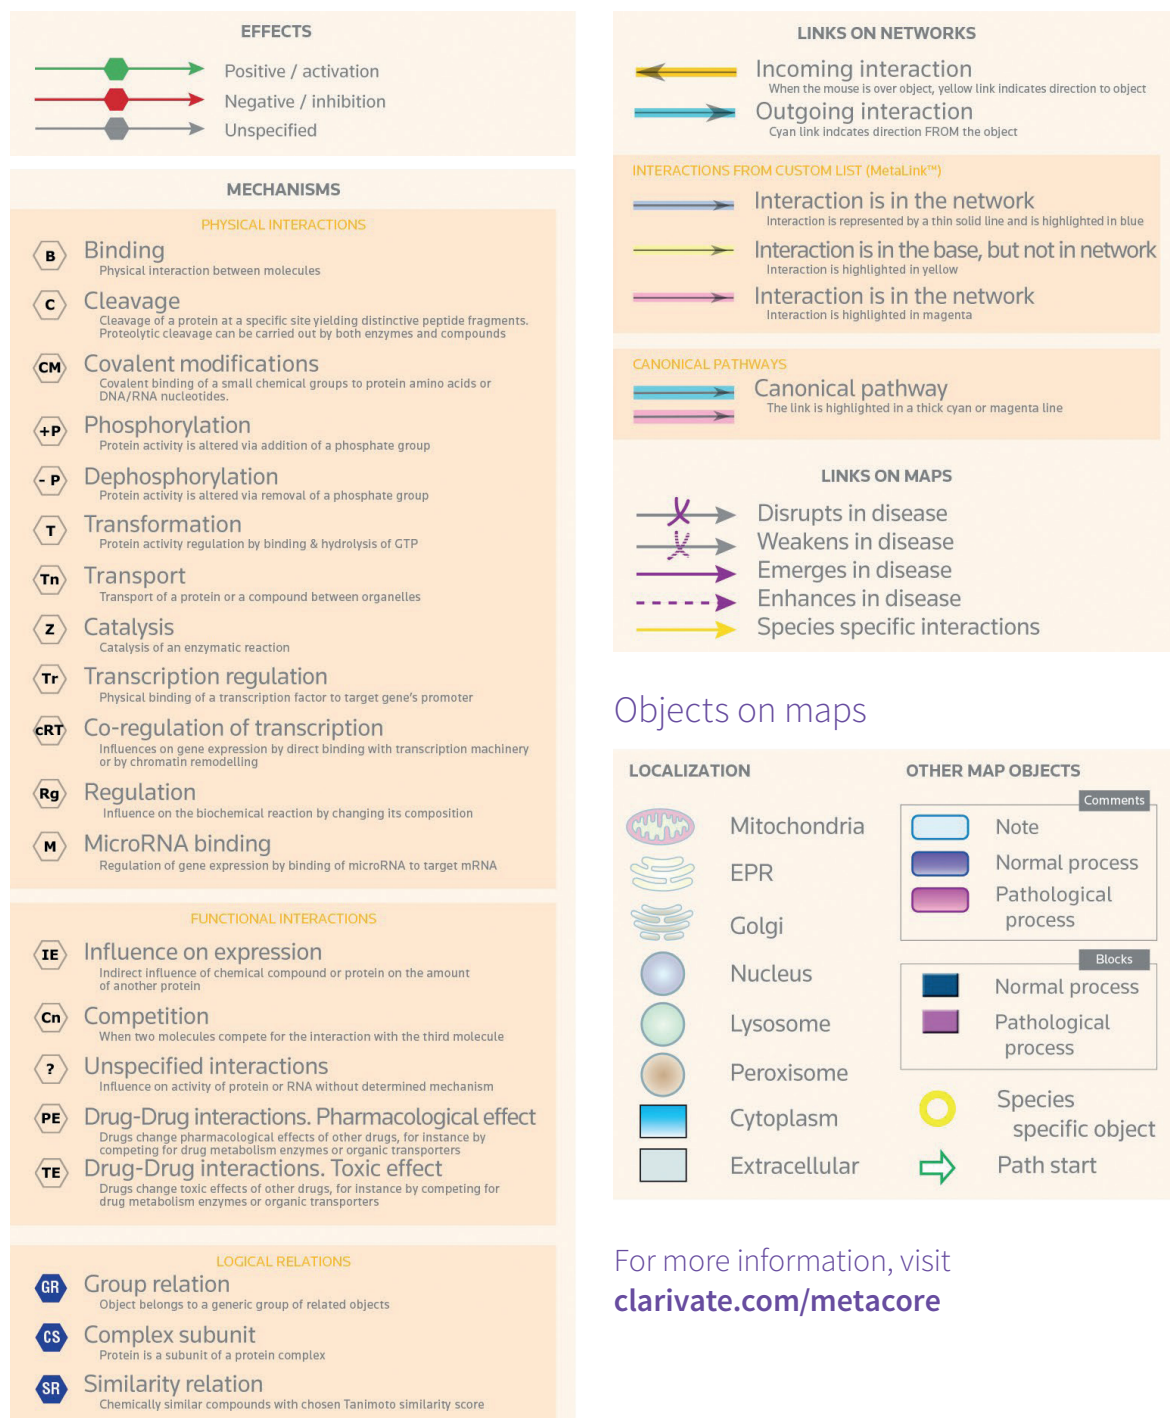 EFFECTS
Positive / activation
Negative / inhibition
Unspecified
MECHANISMS
PHYSICAL INTERACTIONS
B
Binding
Physical interaction between molecules
C
Cleavage
Cleavage of a protein at a specific site yielding distinctive peptide fragments.
Proteolytic cleavage can be carried out by both enzymes and compounds
CM
Covalent modifications
Covalent binding of a small chemical groups to protein amino acids or
DNA/RNA nucleotides.
+P
Phosphorylation
Protein activity is altered via addition of a phosphate group
- P
Dephosphorylation
Protein activity is altered via removal of a phosphate group
T
Transformation
Protein activity regulation by binding & hydrolysis of GTP
Tn
Transport
Transport of a protein or a compound between organelles
Z
Catalysis
Catalysis of an enzymatic reaction
Tr
Transcription regulation
Physical binding of a transcription factor to target gene's promoter
cRT
Co-regulation of transcription
Influences on gene expression by direct binding with transcription machinery
or by chromatin remodelling
Rg
Regulation
Influence on the biochemical reaction by changing its composition
M
MicroRNA binding
Regulation of gene expression by binding of microRNA to target mRNA
FUNCTIONAL INTERACTIONS
IE
Influence on expression
Indirect influence of chemical compound or protein on the amount
of another protein
Cn
Competition
When two molecules compete for the interaction with the third molecule
?
Unspecified interactions
Influence on activity of protein or RNA without determined mechanism
PE
Drug-Drug interactions. Pharmacological effect
Drugs change pharmacological effects of other drugs, for instance by
competing for drug metabolism enzymes or organic transporters
TE
Drug-Drug interactions. Toxic effect
Drugs change toxic effects of other drugs, for instance by competing for
drug metabolism enzymes or organic transporters
LOGICAL RELATIONS
GR
Group relation
Object belongs to a generic group of related objects
CS
Complex subunit
Protein is a subunit of a protein complex
SR
Similarity relation
Chemically similar compounds with chosen Tanimoto similarity score
LINKS ON NETWORKS
Incoming interaction
When the mouse is over object, yellow link indicates direction to object
Outgoing interaction
Cyan link indicates direction FROM the object
INTERACTIONS FROM CUSTOM LIST (MetaLink™)
Interaction is in the network
Interaction is represented by a thin solid line and is highlighted in blue
Interaction is in the base, but not in network
Interaction is highlighted in yellow
Interaction is in the network
Interaction is highlighted in magenta
CANONICAL PATHWAYS
Canonical pathway
The link is highlighted in a thick cyan or magenta line
LINKS ON MAPS
Disrupts in disease
Weakens in disease
Emerges in disease
Enhances in disease
Species specific interactions
Objects on maps
LOCALIZATION
Mitochondria
EPR
Golgi
Nucleus
Lysosome
Peroxisome
Cytoplasm
Extracellular
OTHER MAP OBJECTS
Comments
Note
Normal process
Pathological
process
Blocks
Normal process
Pathological
process
Species
specific object
Path start
For more information, visit
clarivate.com/metacore